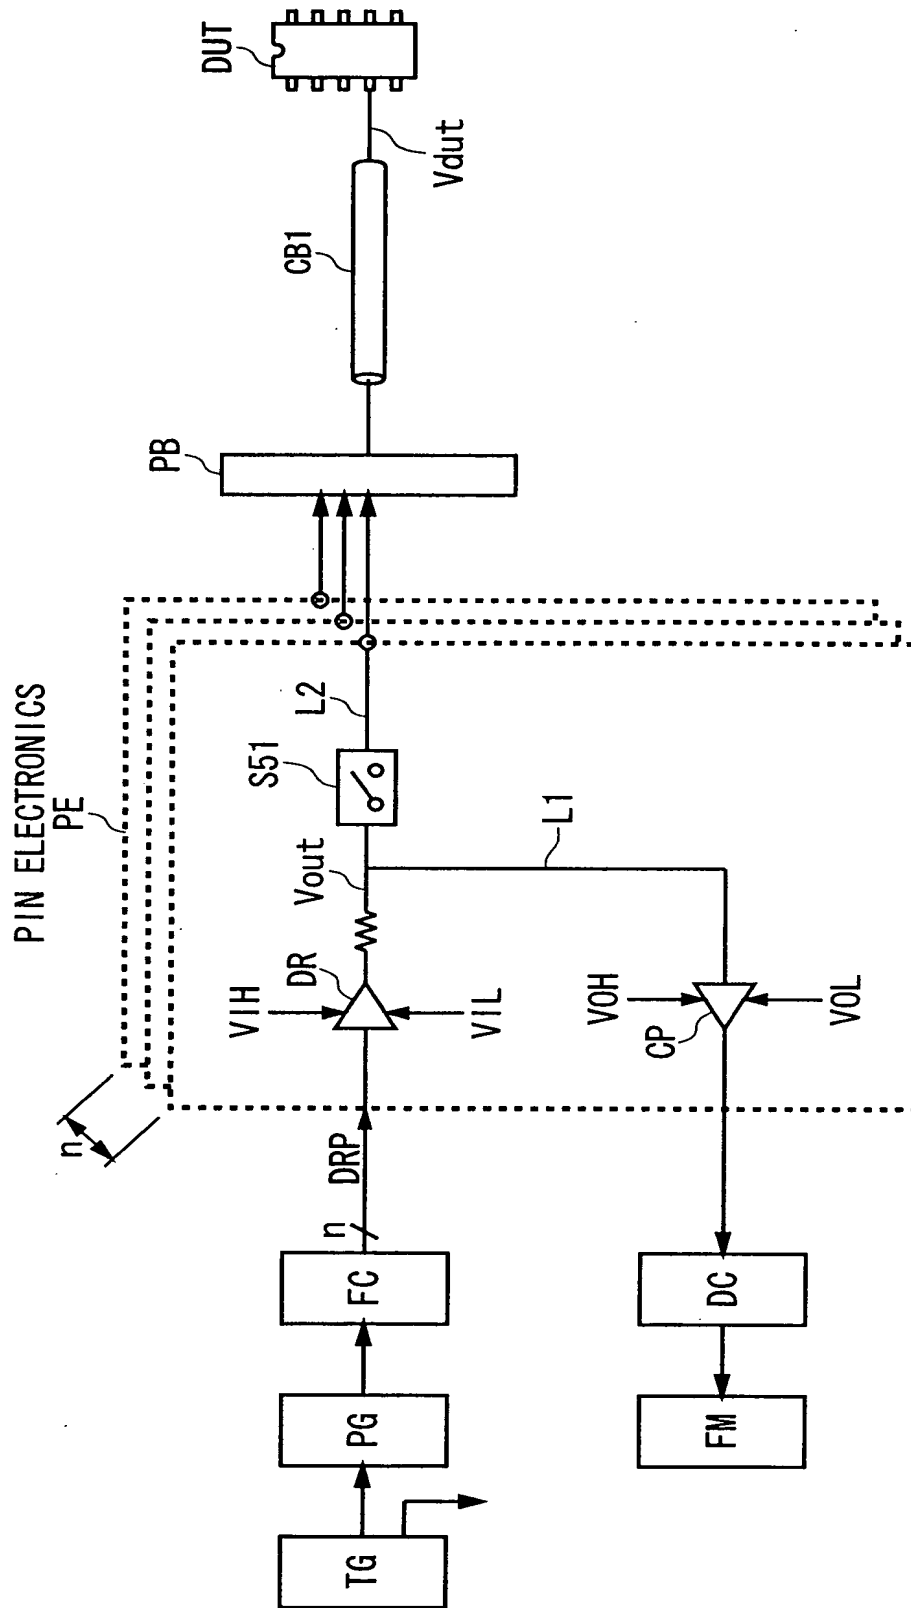 PIN ELECTRONICS
PE
n
TG
PG
FC
n
DRP
VIH
DR
VIL
Vout
S51
L2
L1
PB
CB1
Vdut
DUT
VOH
CP
VOL
DC
FM